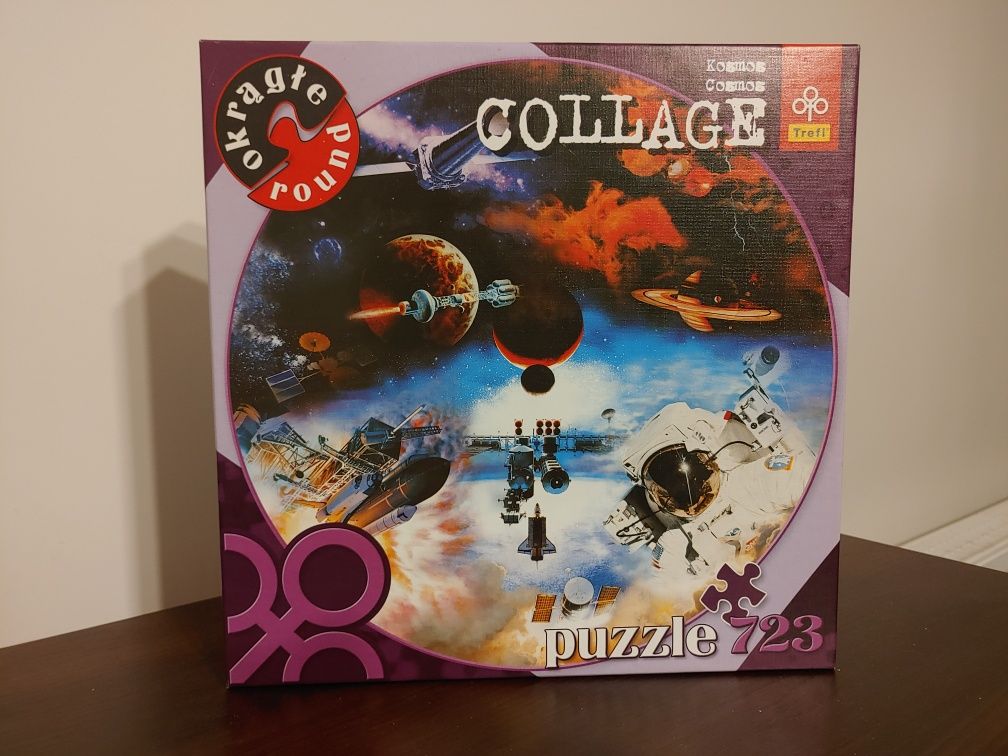 okrągłe
round
Kosmos
Cosmos
COLLAGE
Trefl
puzzle 723